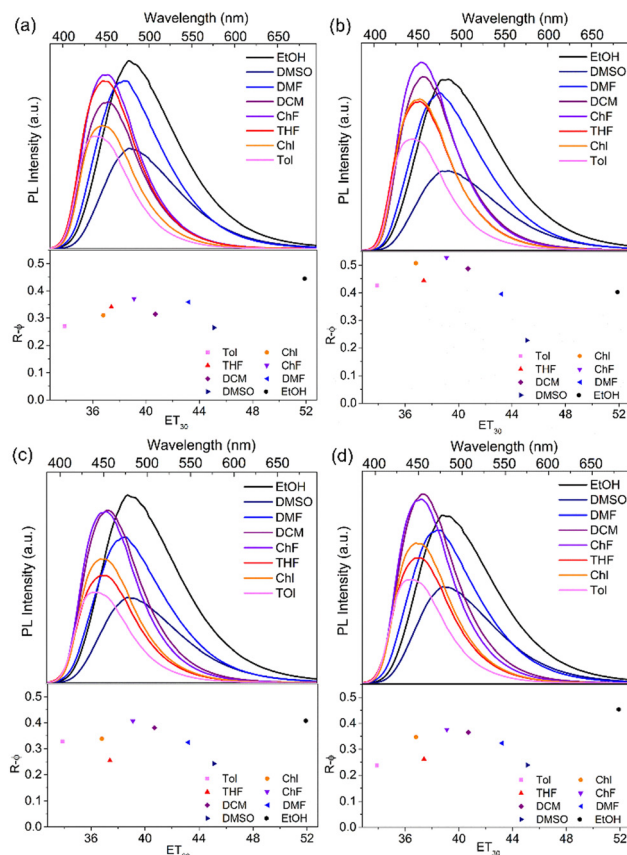 Wavelength (nm)
(a) 400 450 500 550 600 650
PL Intensity (a.u.)
EtOH
DMSO
DMF
DCM
ChF
THF
Chl
Tol
R-ϕ
0.5
0.4
0.3
0.2
0.1
0.0
Tol Chl
THF ChF
DCM DMF
DMSO EtOH
36 40 44 48 52
ET30
Wavelength (nm)
(b) 400 450 500 550 600 650
PL Intensity (a.u.)
EtOH
DMSO
DMF
DCM
ChF
THF
Chl
Tol
R-ϕ
0.5
0.4
0.3
0.2
0.1
0.0
Tol Chl
THF ChF
DCM DMF
DMSO EtOH
36 40 44 48 52
ET30
Wavelength (nm)
(c) 400 450 500 550 600 650
PL Intensity (a.u.)
EtOH
DMSO
DMF
DCM
ChF
THF
Chl
TOl
R-ϕ
0.5
0.4
0.3
0.2
0.1
0.0
Tol Chl
THF ChF
DCM DMF
DMSO EtOH
36 40 44 48 52
Wavelength (nm)
(d) 400 450 500 550 600 650
PL Intensity (a.u.)
EtOH
DMSO
DMF
DCM
ChF
THF
Chl
Tol
R-ϕ
0.5
0.4
0.3
0.2
0.1
0.0
Tol Chl
THF ChF
DCM DMF
DMSO EtOH
36 40 44 48 52